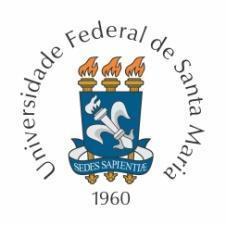 Universidade Federal de Santa Maria
SEDES SAPIENTIÆ
1960